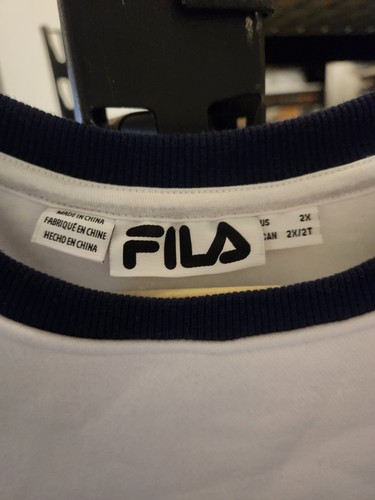 MADE IN CHINA
FABRIQUÉ EN CHINE
HECHO EN CHINA
FILA
US 2X
CAN 2X/2T